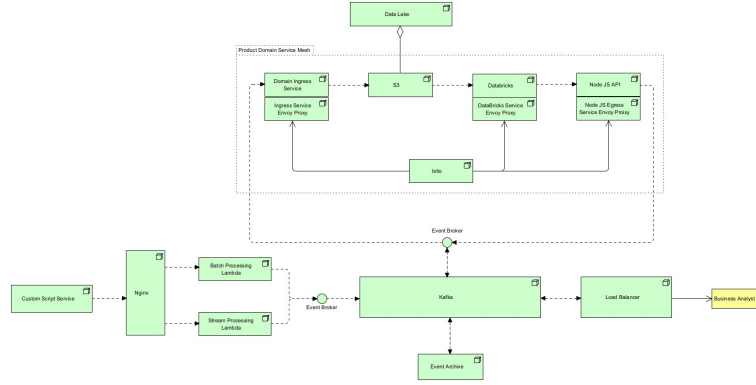 Data Lake
Product Domain Service Mesh
Domain Ingress
Service
S3
Databricks
Node JS API
Ingress Service
Envoy Proxy
DataBricks Service
Envoy Proxy
Node JS Egress
Service Envoy Proxy
Istio
Event Broker
Custom Script Service
Nginx
Batch Processing
Lambda
Stream Processing
Lambda
Event Broker
Kafka
Load Balancer
Business Analyst
Event Archive